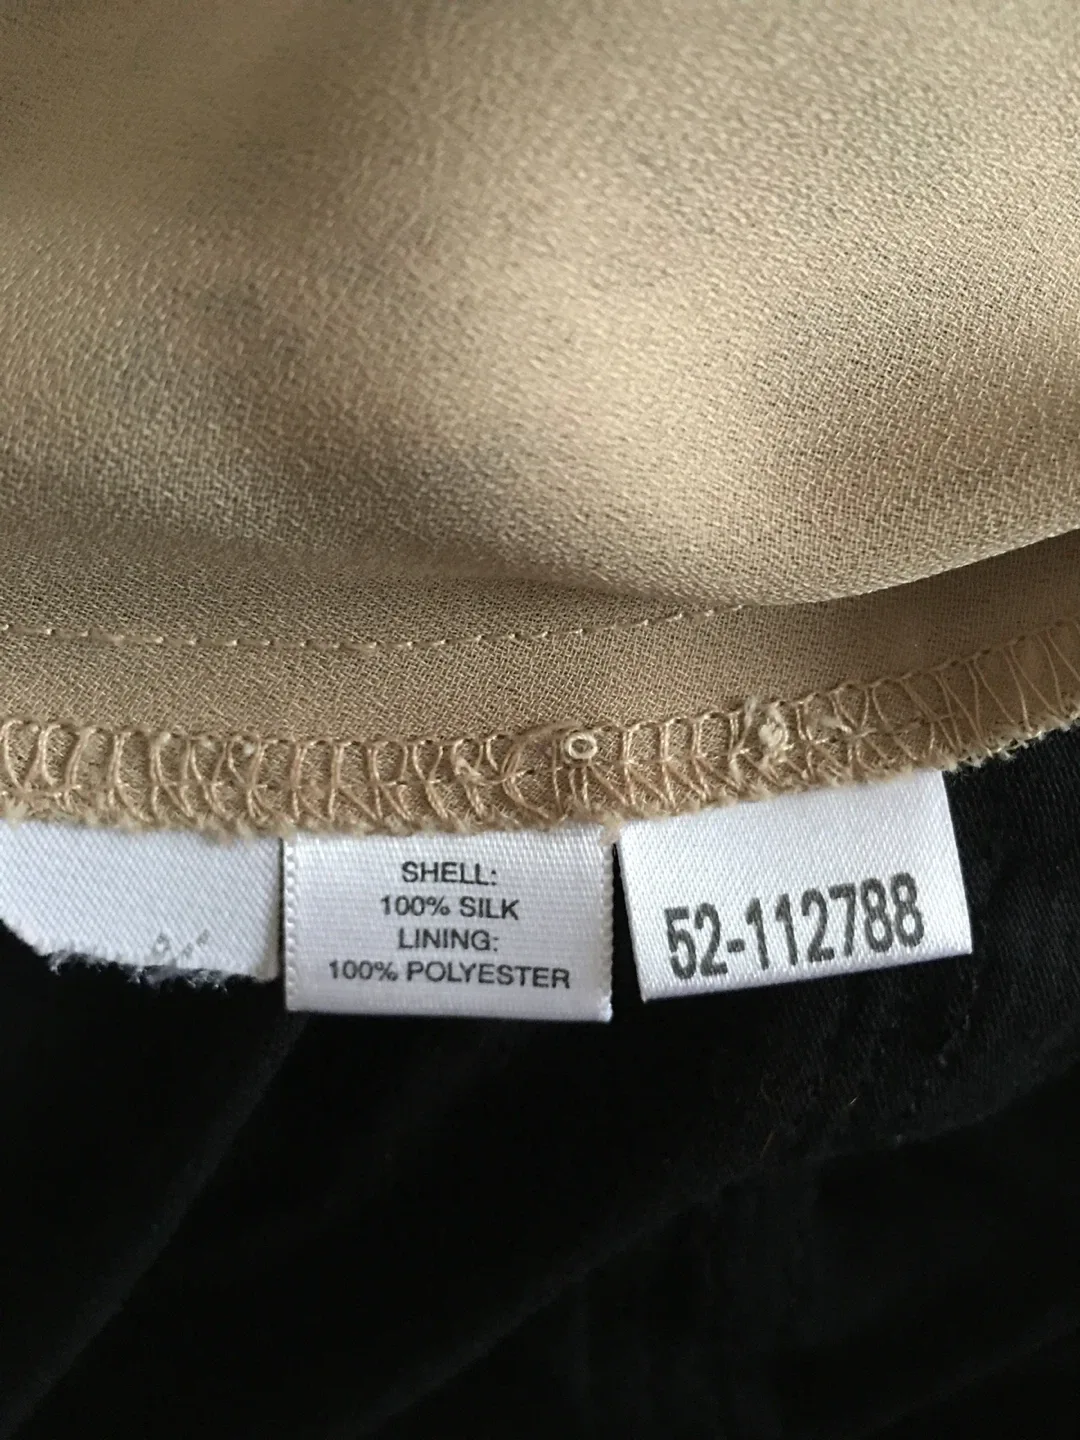 SHELL:
100% SILK
LINING:
100% POLYESTER
52-112788